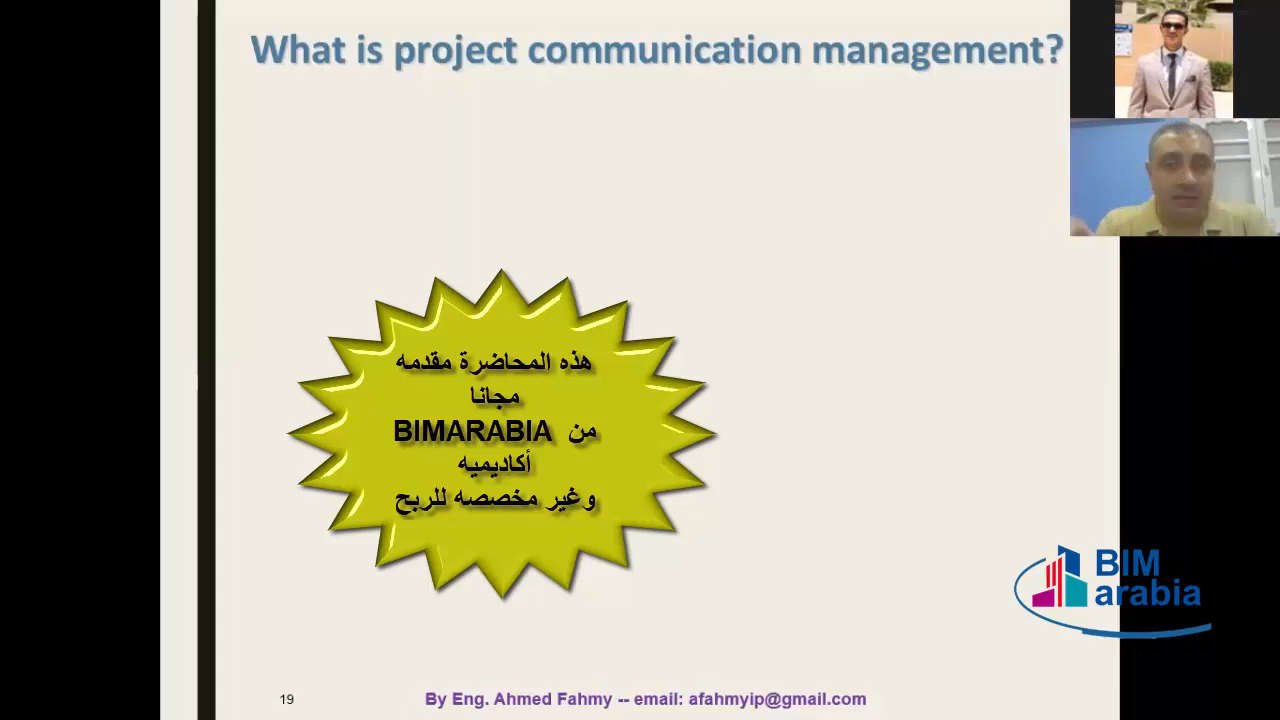 What is project communication management?
هذه المحاضرة مقدمه
مجانا
من BIMARABIA
أكاديميه
وغير مخصصه للربح
BIM
arabia
19
By Eng. Ahmed Fahmy -- email: afahmyip@gmail.com